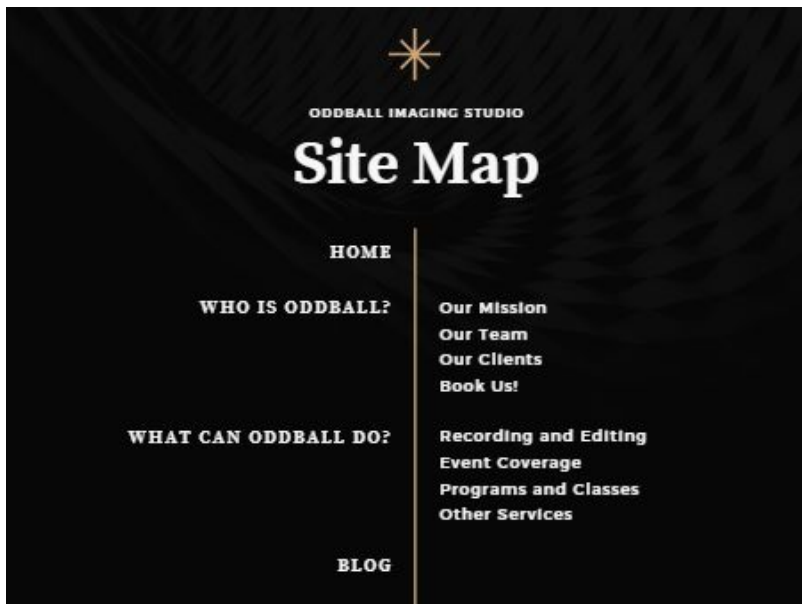 ODDBALL IMAGING STUDIO
Site Map
HOME
WHO IS ODDBALL?
Our Mission
Our Team
Our Clients
Book Us!
WHAT CAN ODDBALL DO?
Recording and Editing
Event Coverage
Programs and Classes
Other Services
BLOG